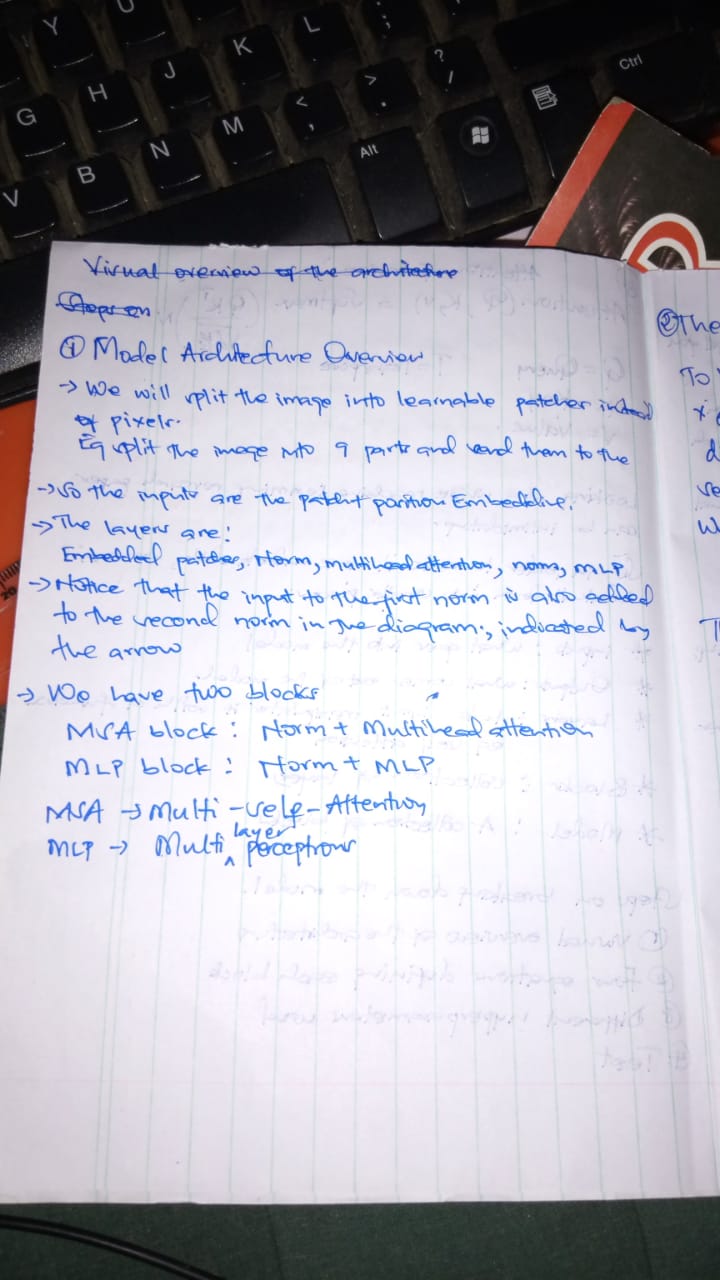 Y
U
G
H
J
K
L
;
V
B
N
M
<
,
>
.
?
/
Alt
Ctrl
Visual overview of the architecture
Steps on
① Model Architecture Overview
→ We will split the image into learnable patches instead
of pixels.
Eg split the image into 9 parts and send them to the
→ So the inputs are the patch position Embedding.
→ The layers are:
Embedded patches, Norm, multihead attention, norm, MLP
→ Notice that the input to the first norm is also added
to the second norm in the diagram, indicated by
the arrow
→ We have two blocks
MSA block : Norm + Multihead attention
MLP block : Norm + MLP
MSA → Multi-self-Attention
MLP → Multi layer perceptrons
② The
To
W